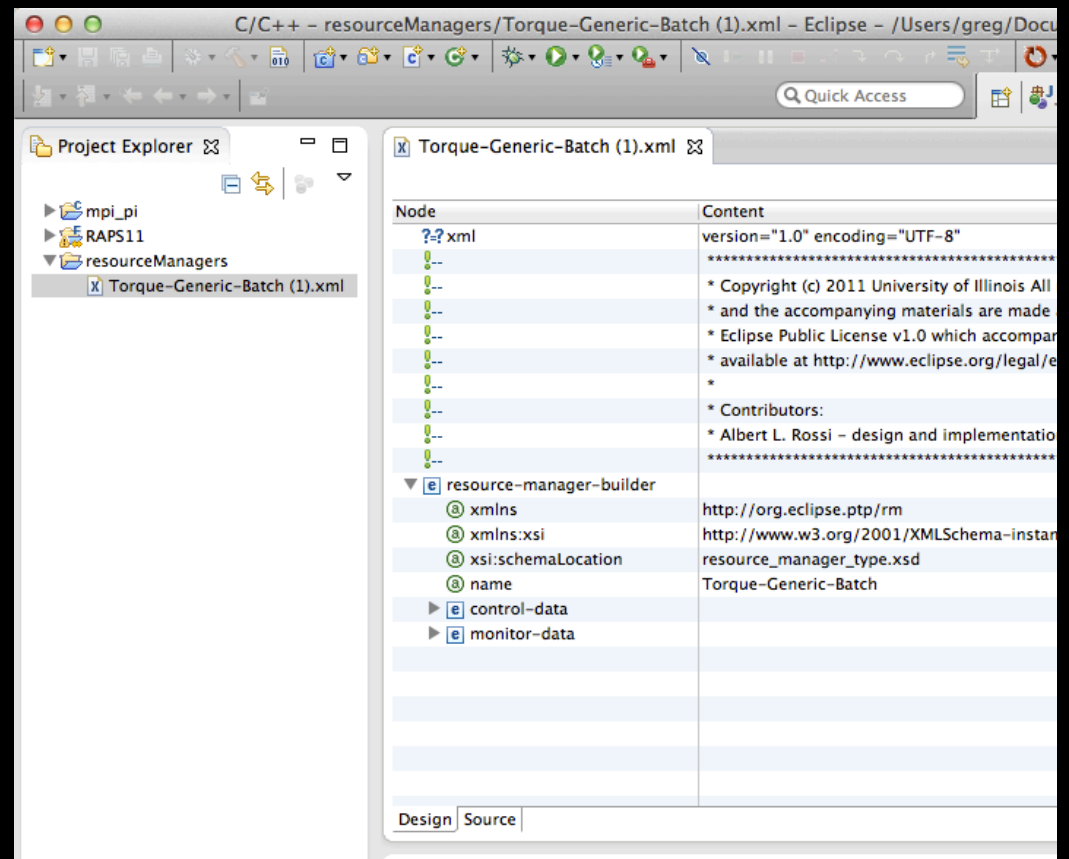 C/C++ – resourceManagers/Torque-Generic-Batch (1).xml – Eclipse – /Users/greg/Docu
Quick Access
Project Explorer
mpi_pi
RAPS11
resourceManagers
Torque-Generic-Batch (1).xml
Torque-Generic-Batch (1).xml
Node Content
?=? xml version="1.0" encoding="UTF-8"
!-- *********************************************
!-- * Copyright (c) 2011 University of Illinois All
!-- * and the accompanying materials are made
!-- * Eclipse Public License v1.0 which accompan
!-- * available at http://www.eclipse.org/legal/e
!-- *
!-- * Contributors:
!-- * Albert L. Rossi – design and implementatio
!-- *********************************************
e resource-manager-builder
a xmlns http://org.eclipse.ptp/rm
a xmlns:xsi http://www.w3.org/2001/XMLSchema-instan
a xsi:schemaLocation resource_manager_type.xsd
a name Torque-Generic-Batch
e control-data
e monitor-data
Design Source